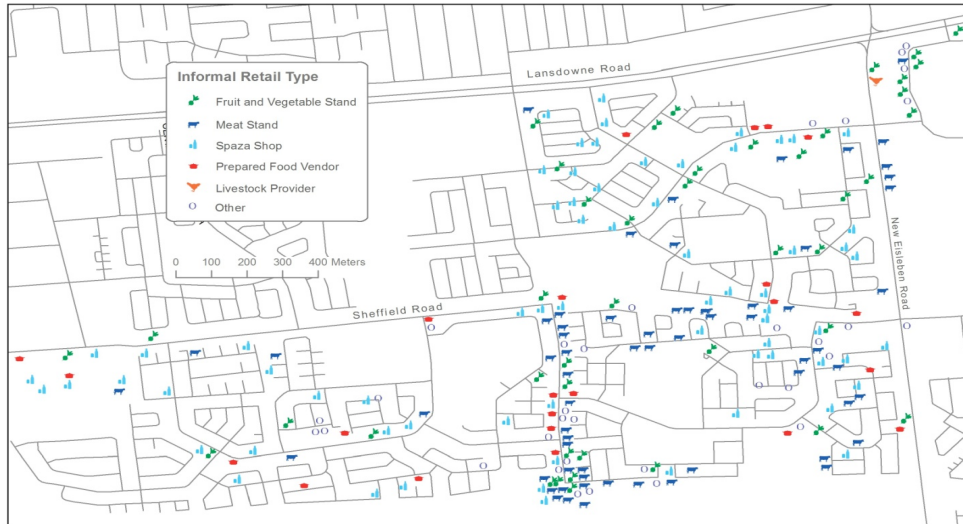 Lansdowne Road
Informal Retail Type
Fruit and Vegetable Stand
Meat Stand
Spaza Shop
Prepared Food Vendor
Livestock Provider
Other
0 100 200 300 400 Meters
New Eisleben Road
Sheffield Road